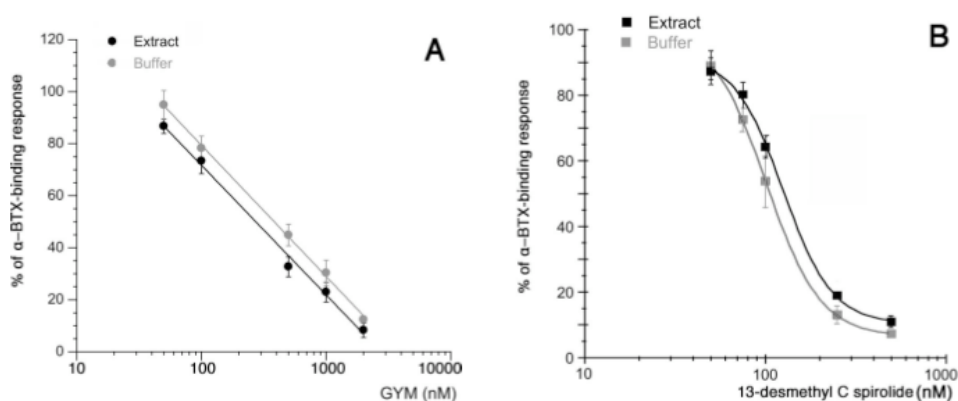 A
Extract
Buffer
% of α–BTX-binding response
120
100
80
60
40
20
0
10
100
1000
10000
GYM (nM)
B
Extract
Buffer
% of α–BTX-binding response
100
80
60
40
20
0
10
100
1000
13-desmethyl C spirolide (nM)